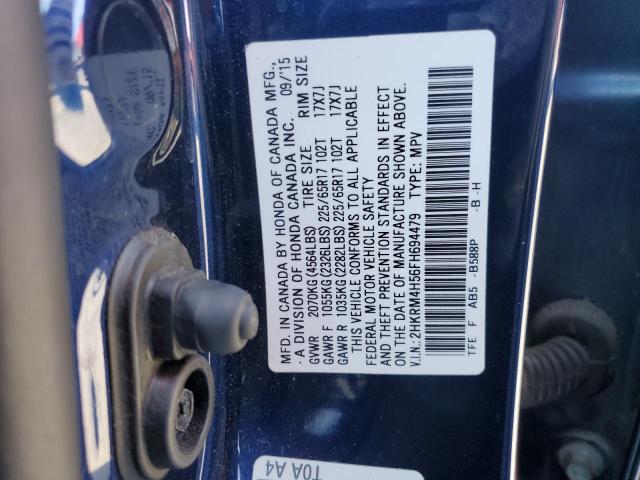 MFD. IN CANADA BY HONDA OF CANADA MFG.,
A DIVISION OF HONDA CANADA INC. 09/'15
GVWR 2070KG(4564LBS) TIRE SIZE RIM SIZE
GAWR F 1055KG(2326LBS)225/65R17 102T 17X7J
GAWR R 1035KG(2282LBS)225/65R17 102T 17X7J
THIS VEHICLE CONFORMS TO ALL APPLICABLE
FEDERAL MOTOR VEHICLE SAFETY
AND THEFT PREVENTION STANDARDS IN EFFECT
ON THE DATE OF MANUFACTURE SHOWN ABOVE.
V.I.N.: 2HKRM4H56FH694479 TYPE: MPV
TFE F AB5 -B588P -B -H
T0A A4